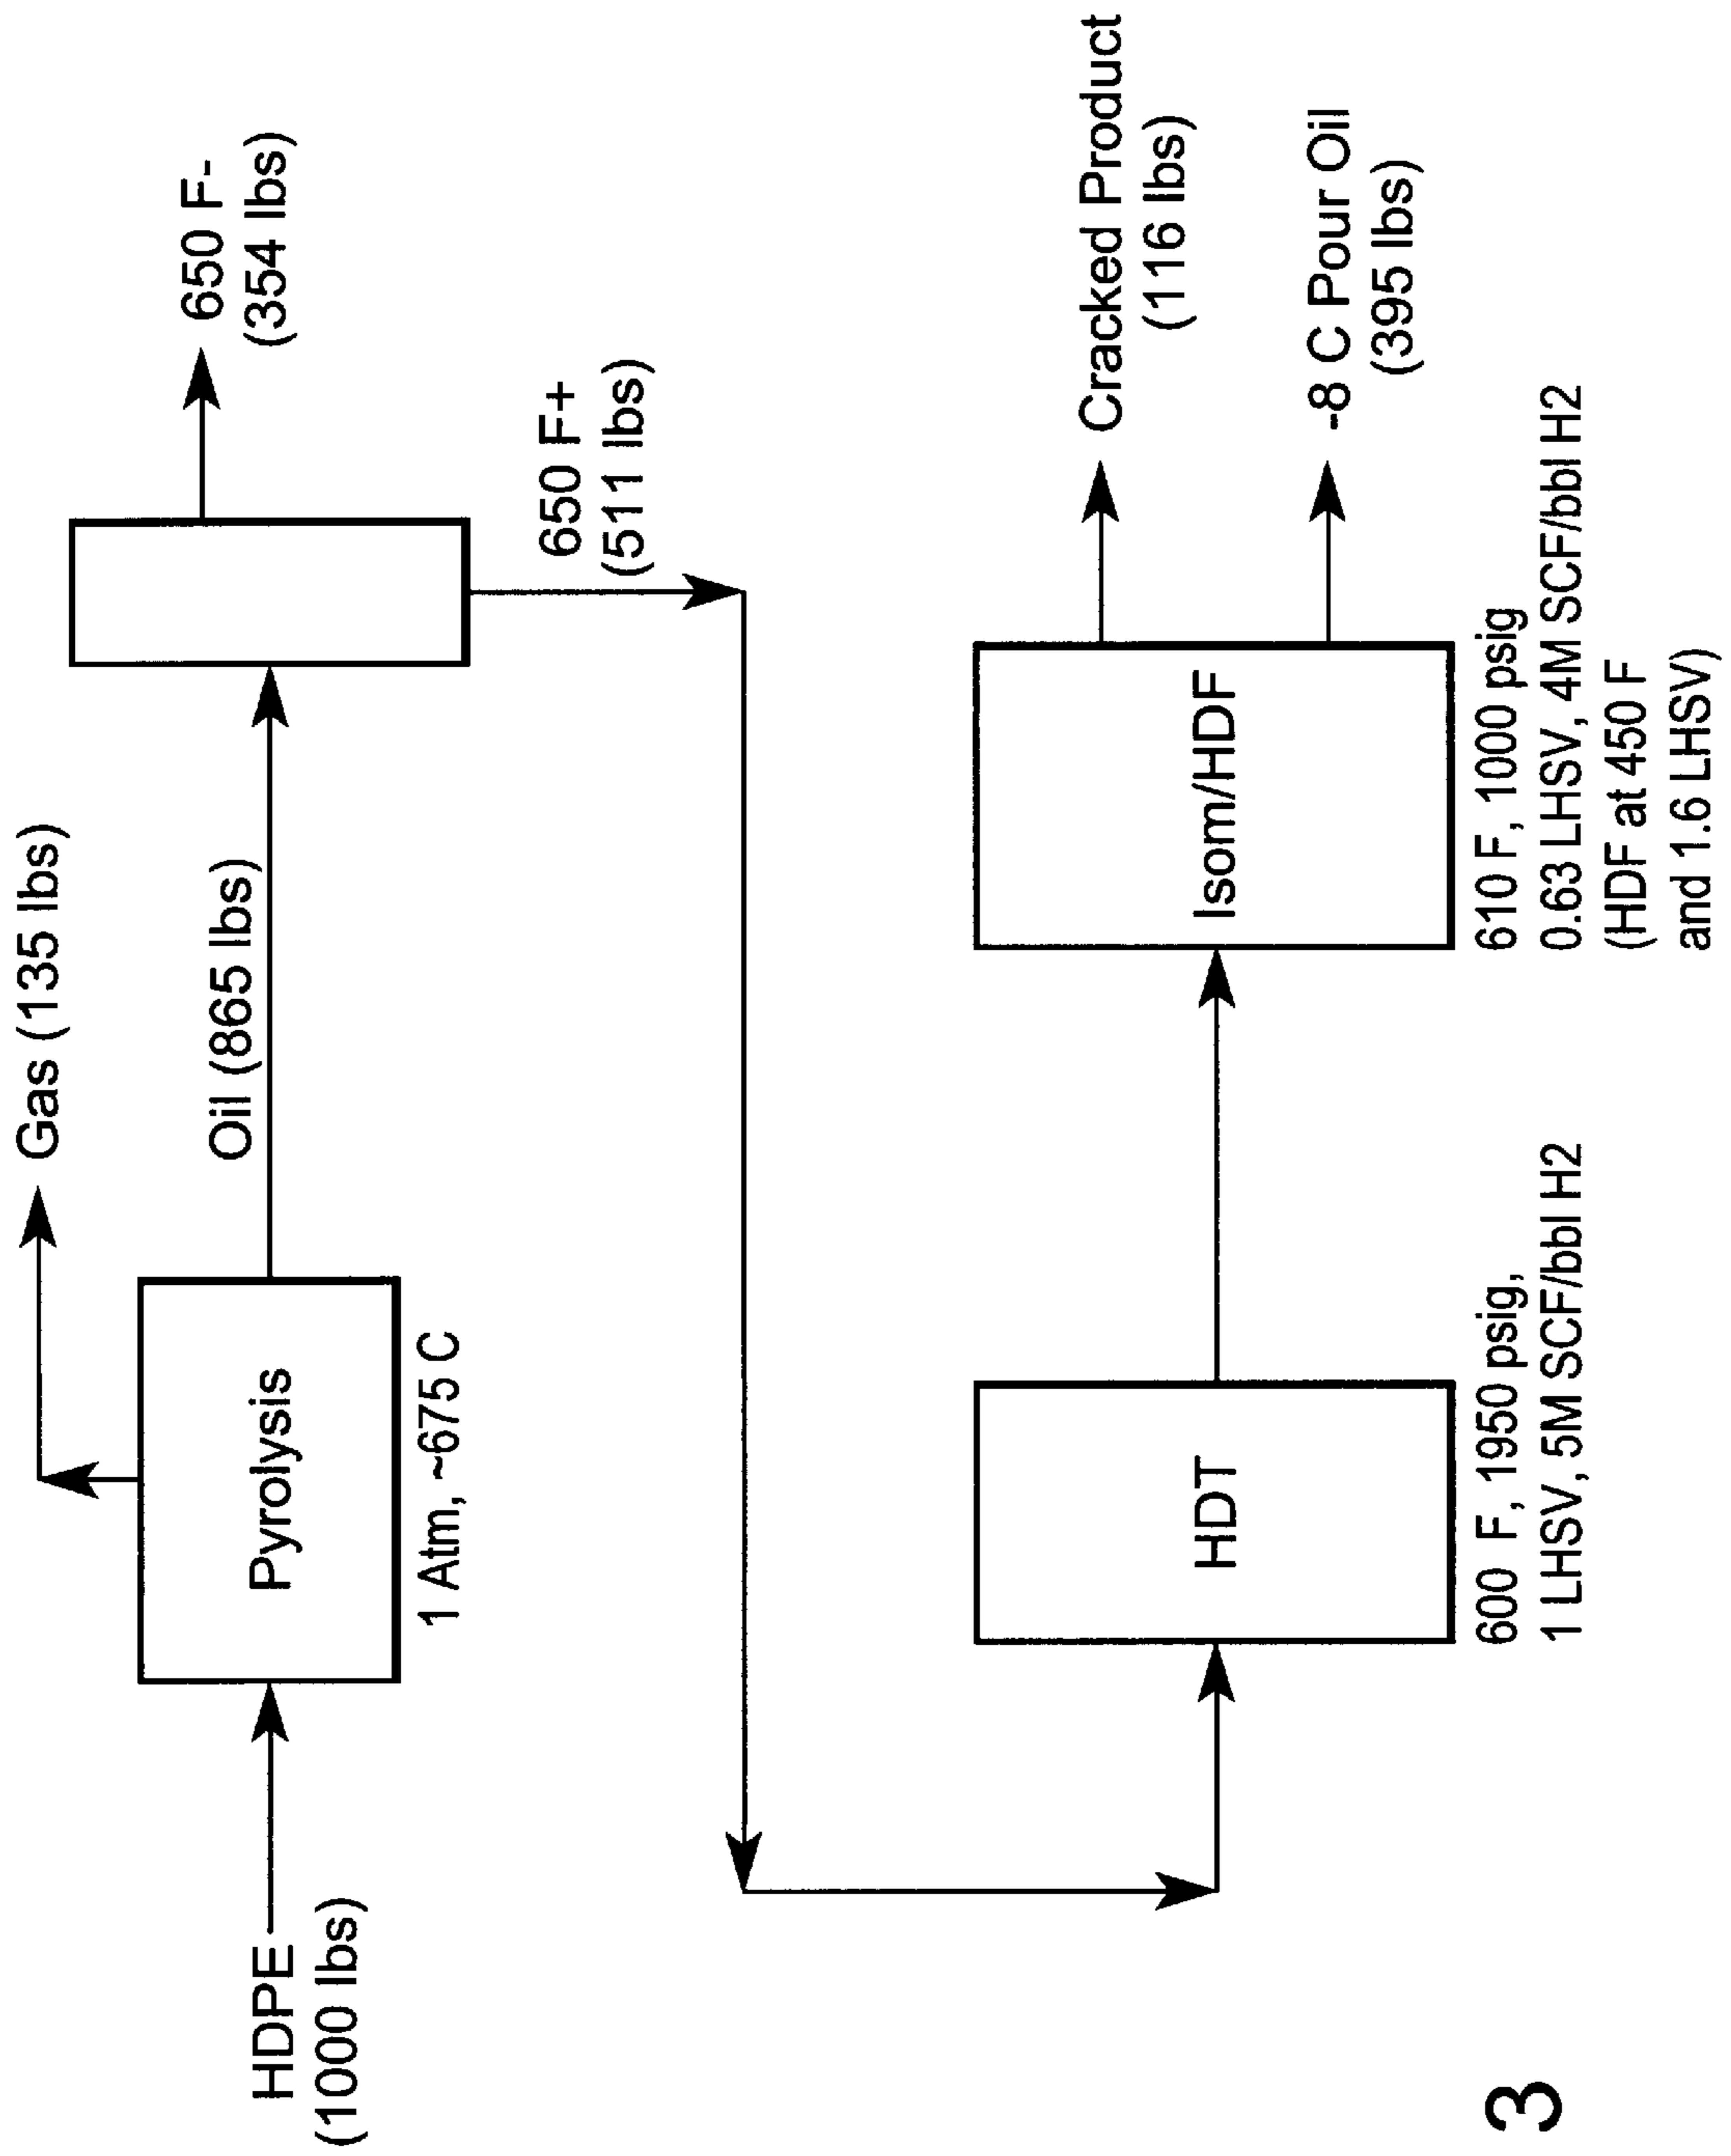 Gas (135 lbs)
HDPE
(1000 lbs)
Pyrolysis
1 Atm, ~675 C
Oil (865 lbs)
650 F-
(354 lbs)
650 F+
(511 lbs)
HDT
600 F, 1950 psig,
1 LHSV, 5M SCF/bbl H2
Isom/HDF
610 F, 1000 psig
0.63 LHSV, 4M SCF/bbl H2
(HDF at 450 F
and 1.6 LHSV)
Cracked Product
(116 lbs)
-8 C Pour Oil
(395 lbs)
3